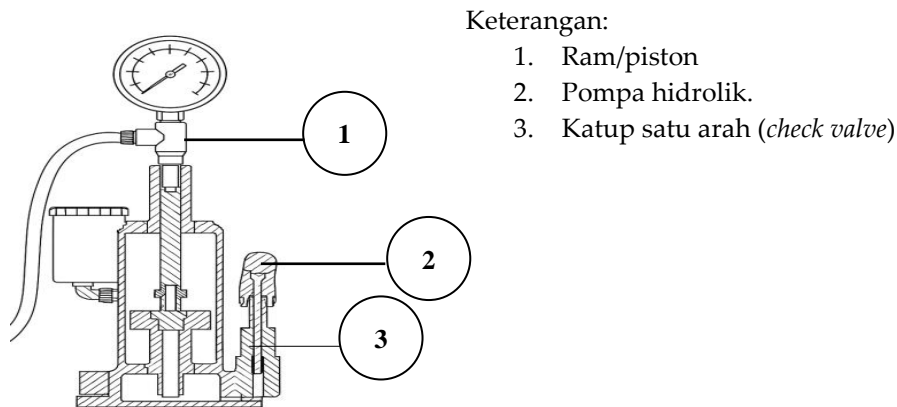 Keterangan:
1. Ram/piston
2. Pompa hidrolik.
3. Katup satu arah (check valve)
1
2
3